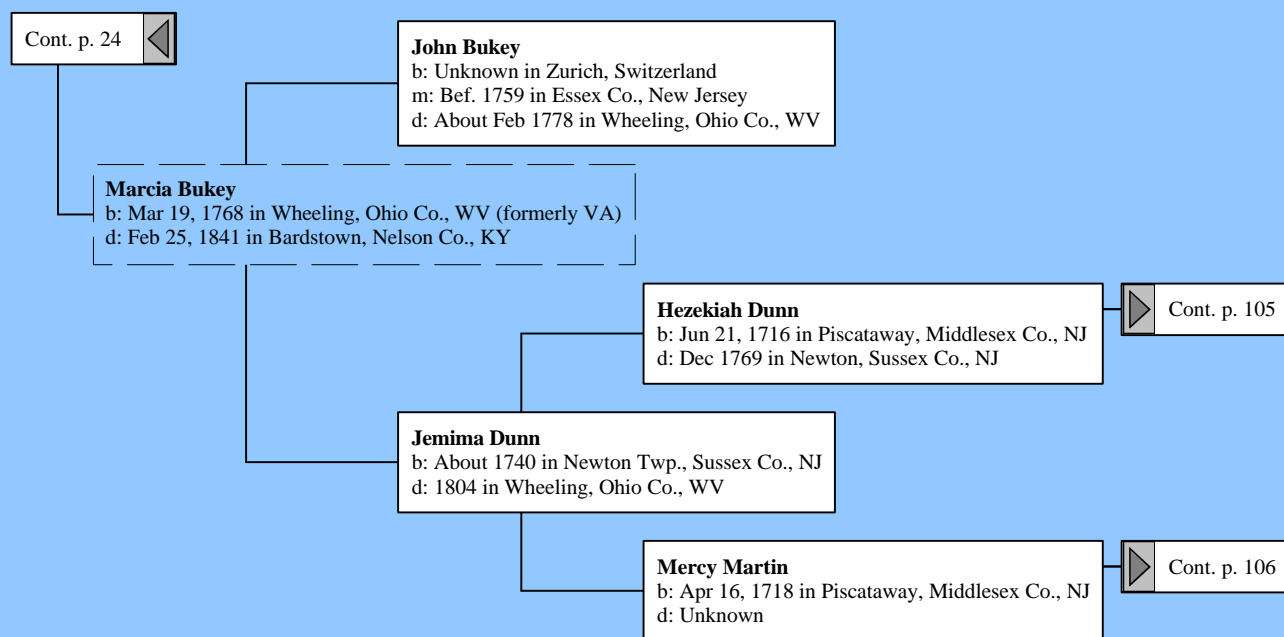 Cont. p. 24
John Bukey
b: Unknown in Zurich, Switzerland
m: Bef. 1759 in Essex Co., New Jersey
d: About Feb 1778 in Wheeling, Ohio Co., WV
Marcia Bukey
b: Mar 19, 1768 in Wheeling, Ohio Co., WV (formerly VA)
d: Feb 25, 1841 in Bardstown, Nelson Co., KY
Hezekiah Dunn
b: Jun 21, 1716 in Piscataway, Middlesex Co., NJ
d: Dec 1769 in Newton, Sussex Co., NJ
Cont. p. 105
Jemima Dunn
b: About 1740 in Newton Twp., Sussex Co., NJ
d: 1804 in Wheeling, Ohio Co., WV
Mercy Martin
b: Apr 16, 1718 in Piscataway, Middlesex Co., NJ
d: Unknown
Cont. p. 106